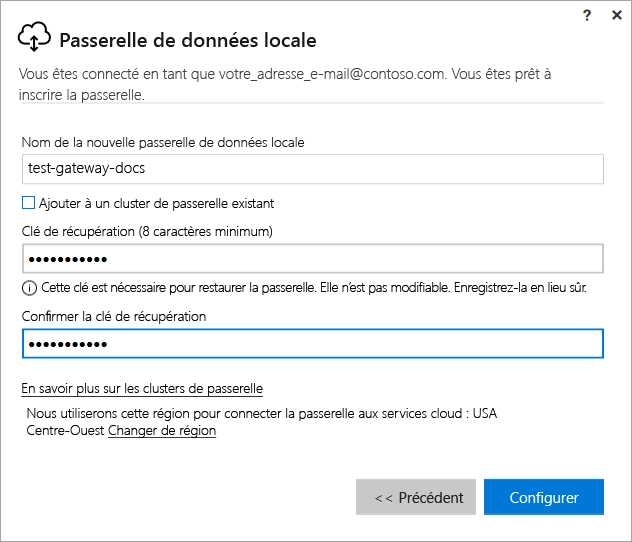 ? ×
Passerelle de données locale
Vous êtes connecté en tant que votre_adresse_e-mail@contoso.com. Vous êtes prêt à
inscrire la passerelle.
Nom de la nouvelle passerelle de données locale
test-gateway-docs
Ajouter à un cluster de passerelle existant
Clé de récupération (8 caractères minimum)
•••••••••••
Cette clé est nécessaire pour restaurer la passerelle. Elle n’est pas modifiable. Enregistrez-la en lieu sûr.
Confirmer la clé de récupération
•••••••••••
En savoir plus sur les clusters de passerelle
Nous utiliserons cette région pour connecter la passerelle aux services cloud : USA
Centre-Ouest Changer de région
<< Précédent Configurer